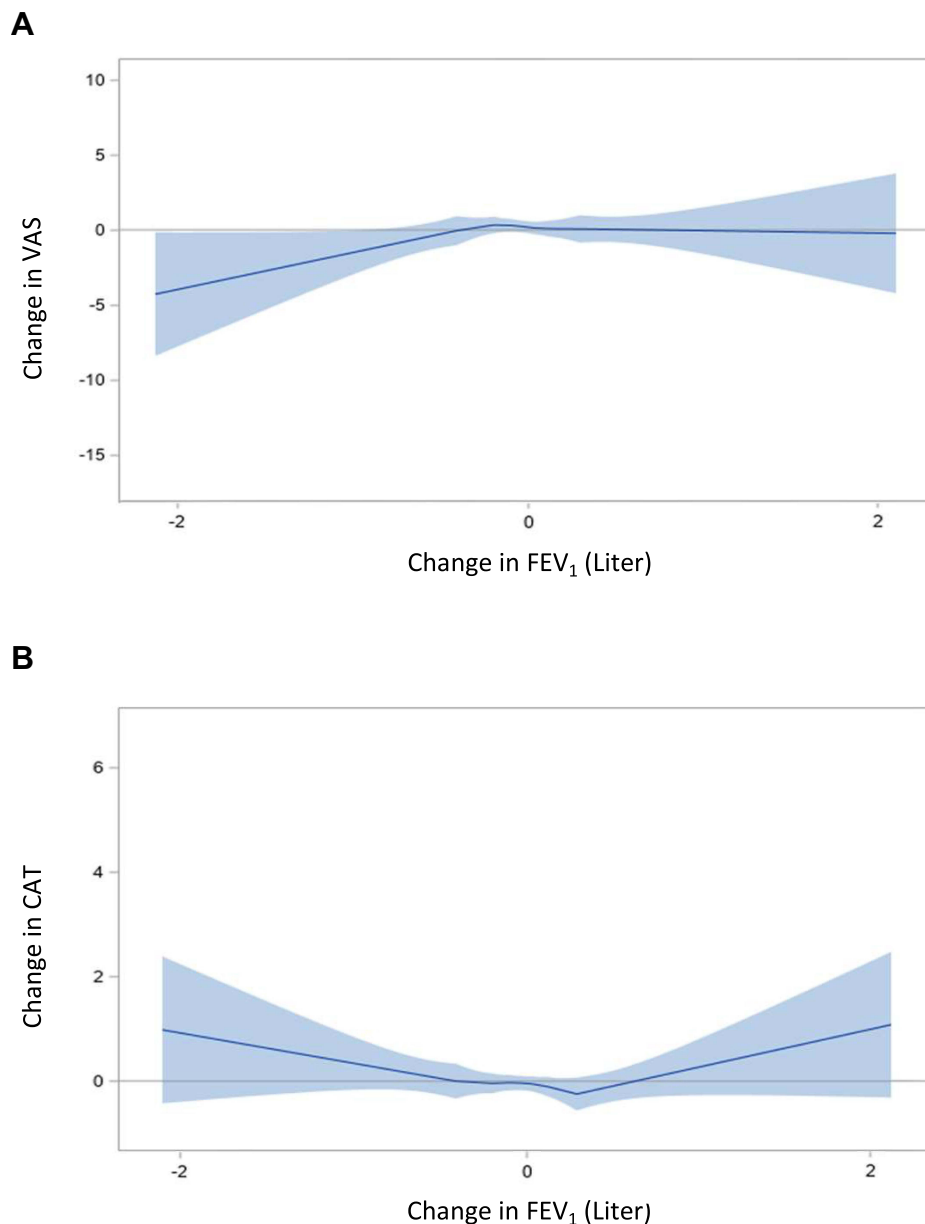 A
10
5
0
-5
-10
-15
Change in VAS
-2 0 2
Change in FEV₁ (Liter)
B
6
4
2
0
Change in CAT
-2 0 2
Change in FEV₁ (Liter)